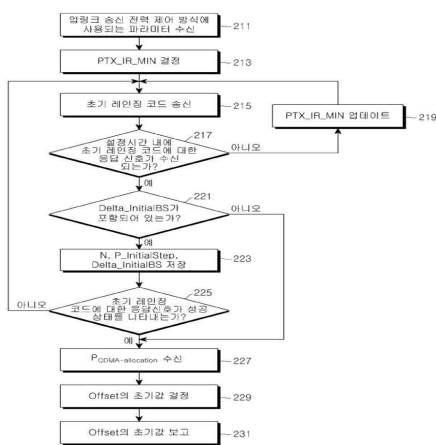 업링크 송신 전력 제어 방식에
사용되는 파라미터 수신
211
PTX_IR_MIN 결정
213
초기 레인징 코드 송신
215
PTX_IR_MIN 업데이트
219
217
설정시간 내에
초기 레인징 코드에 대한
응답 신호가 수신
되는가?
아니오
예
221
Delta_InitialBS가
포함되어 있는가?
아니오
예
N, P_InitialStep,
Delta_InitialBS 저장
223
225
초기 레인징
코드에 대한 응답신호가 성공
상태를 나타내는가?
아니오
예
PCDMA-allocation 수신
227
Offset의 초기값 결정
229
Offset의 초기값 보고
231